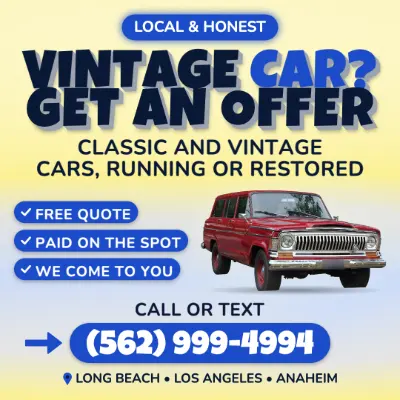 LOCAL & HONEST
VINTAGE CAR?
GET AN OFFER
CLASSIC AND VINTAGE
CARS, RUNNING OR RESTORED
FREE QUOTE
PAID ON THE SPOT
WE COME TO YOU
CALL OR TEXT
(562) 999-4994
LONG BEACH • LOS ANGELES • ANAHEIM